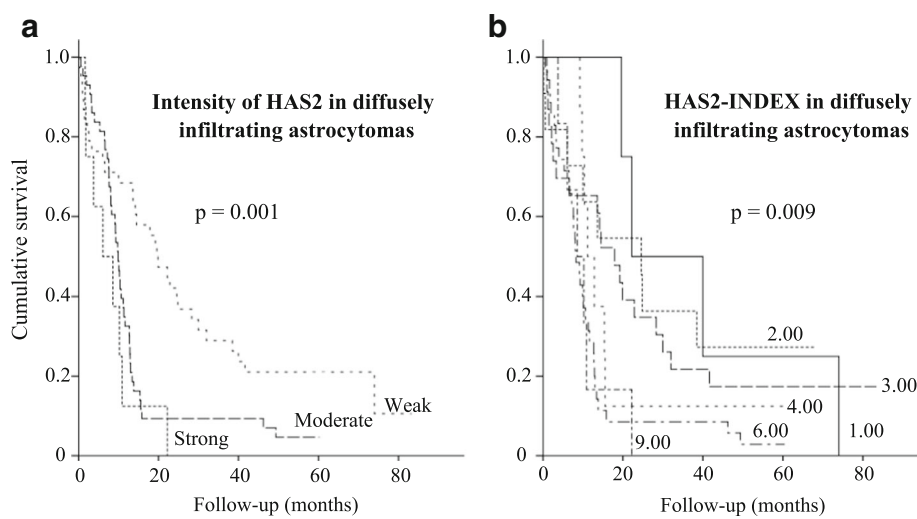 a
Intensity of HAS2 in diffusely
infiltrating astrocytomas
p = 0.001
Cumulative survival
1.0
0.8
0.6
0.4
0.2
0
Weak
Moderate
Strong
0 20 40 60 80
Follow-up (months)
b
HAS2-INDEX in diffusely
infiltrating astrocytomas
p = 0.009
1.0
0.8
0.6
0.4
0.2
0
2.00
3.00
4.00
6.00
1.00
9.00
0 20 40 60 80
Follow-up (months)